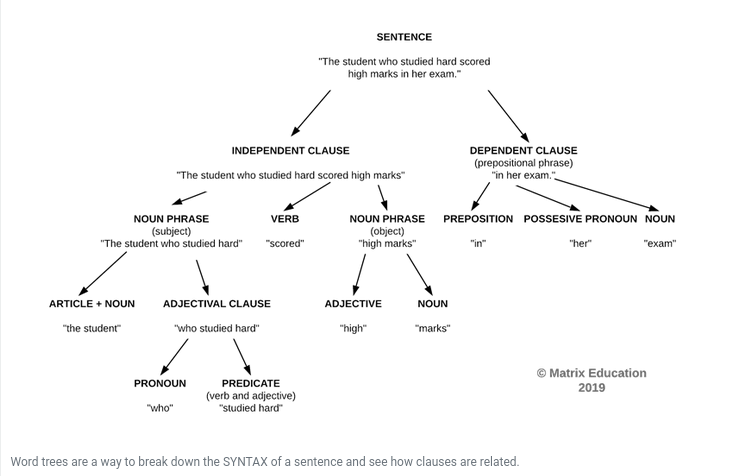 SENTENCE
"The student who studied hard scored
high marks in her exam."
INDEPENDENT CLAUSE
"The student who studied hard scored high marks"
DEPENDENT CLAUSE
(prepositional phrase)
"in her exam."
NOUN PHRASE
(subject)
"The student who studied hard"
VERB
"scored"
NOUN PHRASE
(object)
"high marks"
PREPOSITION
"in"
POSSESIVE PRONOUN
"her"
NOUN
"exam"
ARTICLE + NOUN
"the student"
ADJECTIVAL CLAUSE
"who studied hard"
ADJECTIVE
"high"
NOUN
"marks"
PRONOUN
"who"
PREDICATE
(verb and adjective)
"studied hard"
© Matrix Education
2019
Word trees are a way to break down the SYNTAX of a sentence and see how clauses are related.